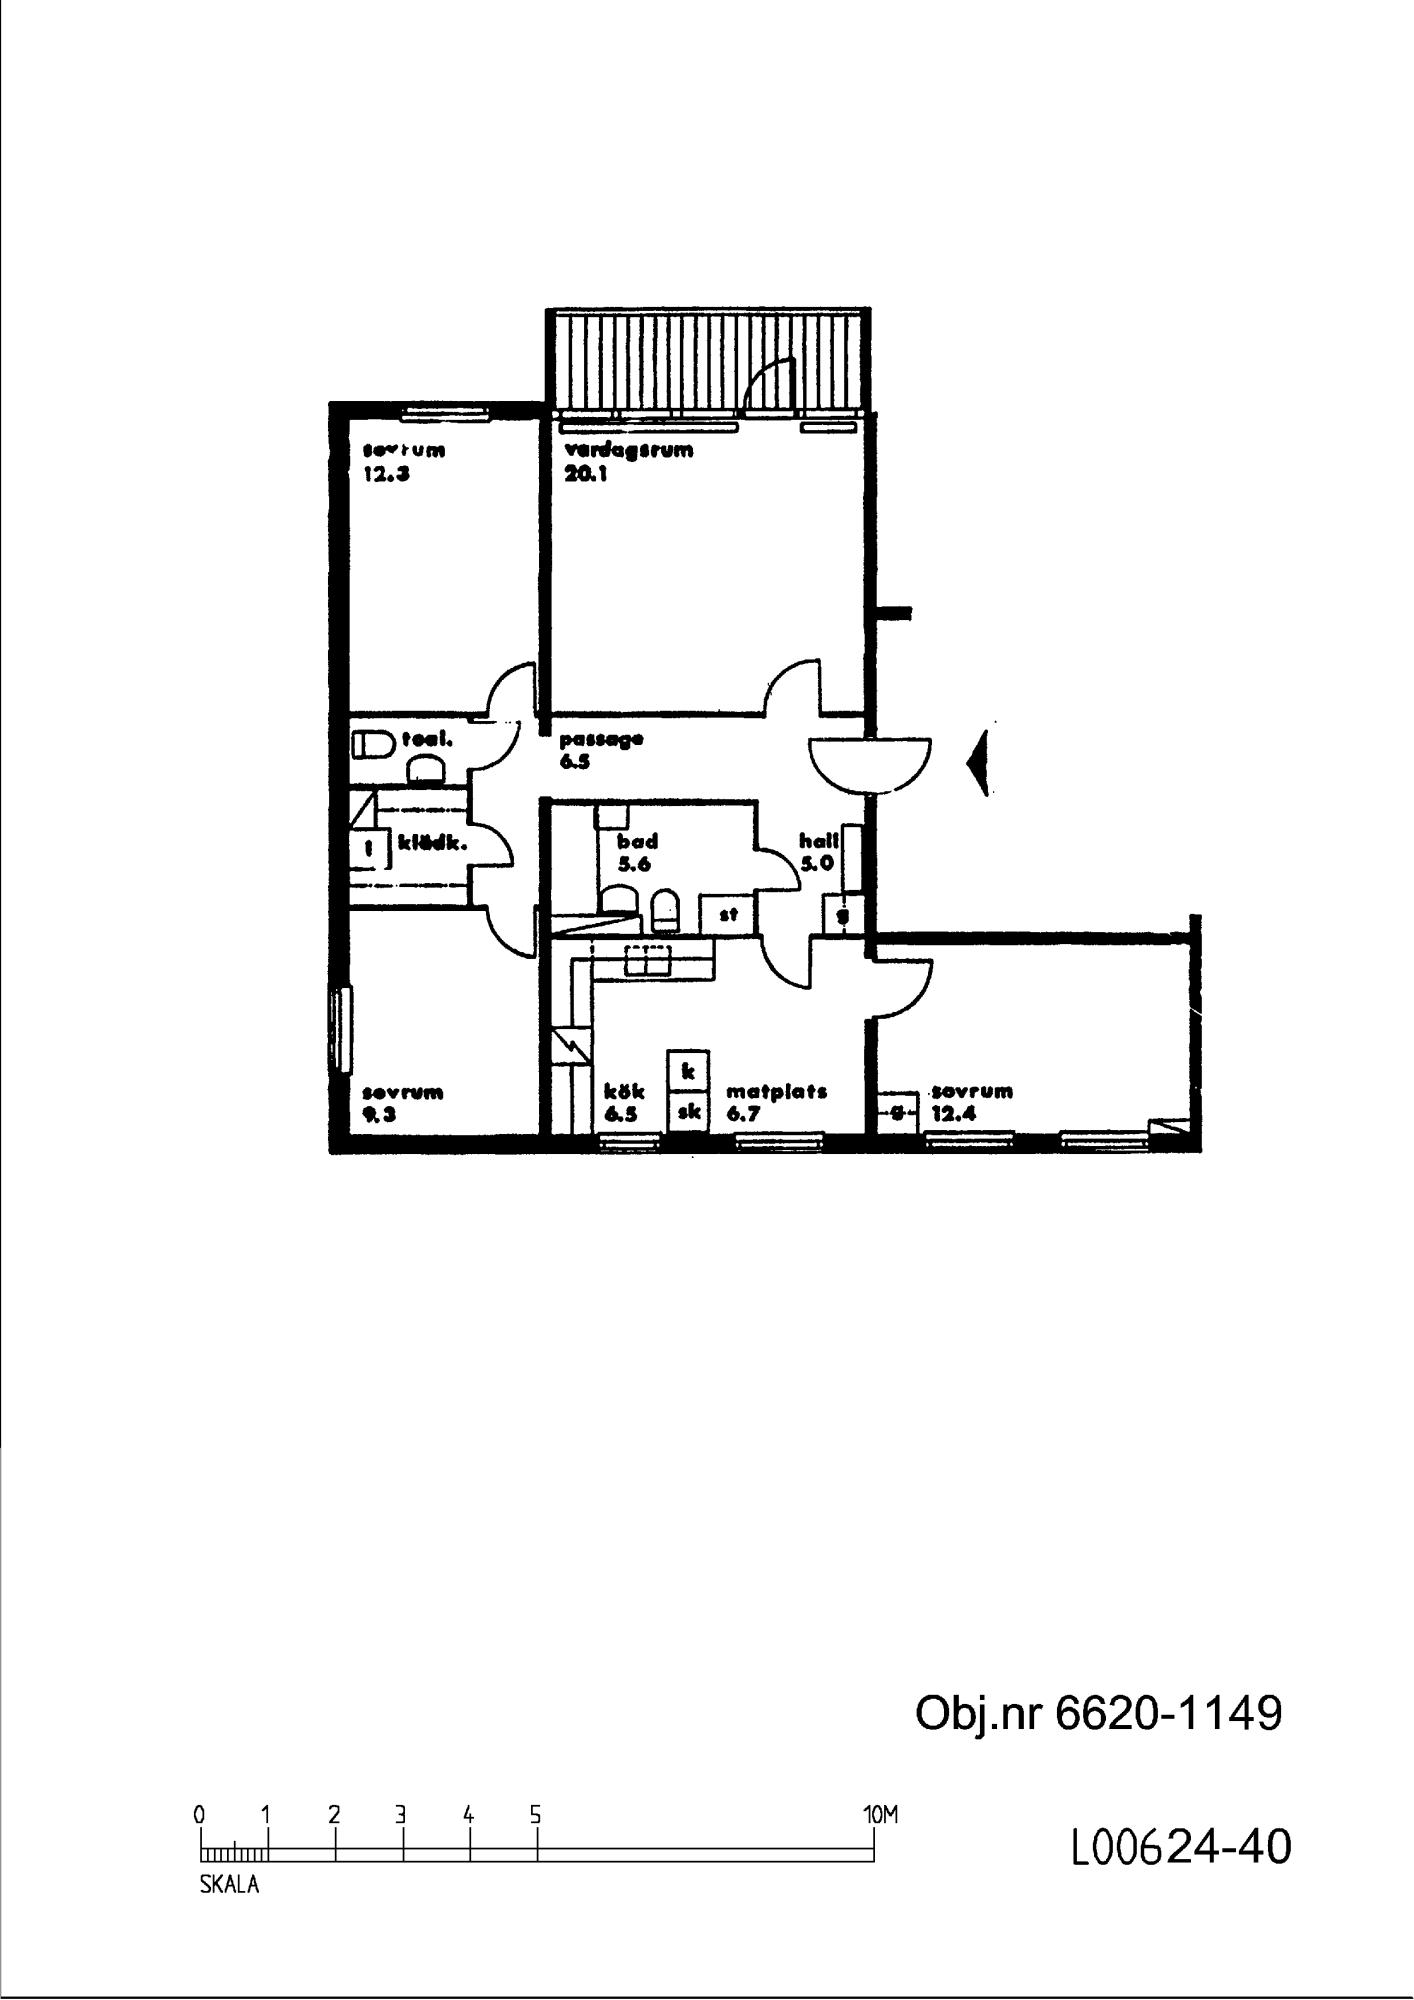 sovrum
12.3
vardagsrum
20.1
toal.
passage
6.5
klädk.
l
bad
5.6
hall
5.0
st
g
k
sk
kök
6.5
matplats
6.7
sovrum
9.3
g
sovrum
12.4
Obj.nr 6620-1149
0 1 2 3 4 5 10M
SKALA
L00624-40